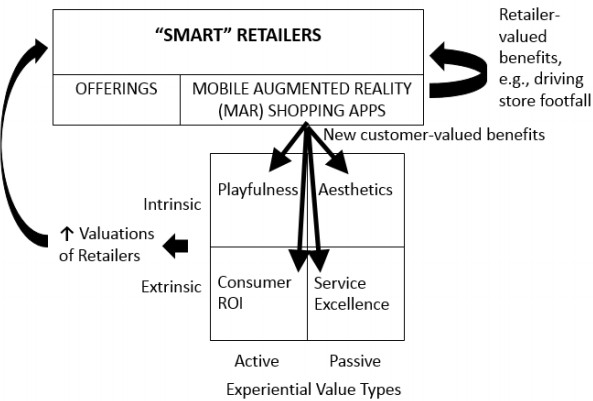 “SMART” RETAILERS
Retailer-
valued
benefits,
e.g., driving
store footfall
OFFERINGS
MOBILE AUGMENTED REALITY
(MAR) SHOPPING APPS
New customer-valued benefits
Intrinsic
Playfulness
Aesthetics
↑ Valuations
of Retailers
Extrinsic
Consumer
ROI
Service
Excellence
Active
Passive
Experiential Value Types